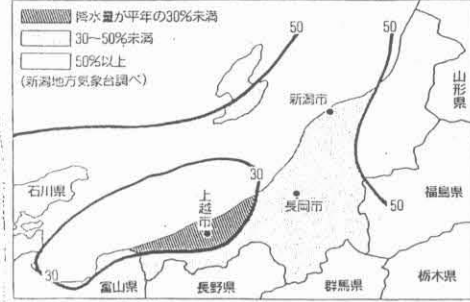 降水量が平年の30%未満
30〜50%未満
50%以上
(新潟地方気象台調べ)
50
50
新潟市
山形県
石川県
30
上越市
長岡市
50
福島県
30
富山県
長野県
群馬県
栃木県